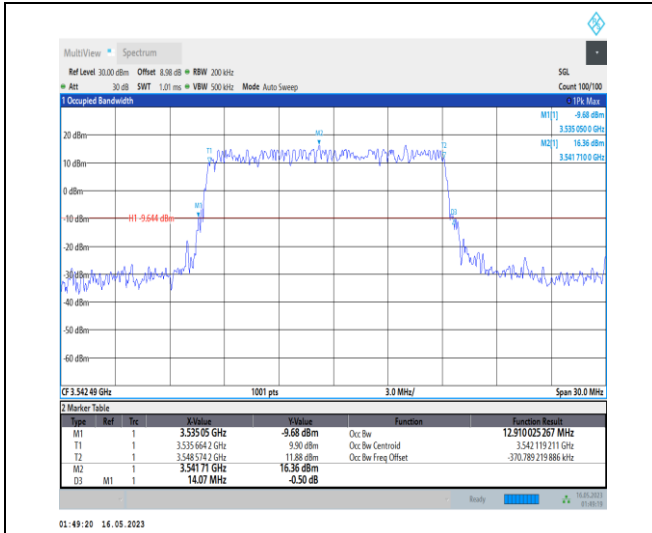 MultiView Spectrum
Ref Level 30.00 dBm Offset 8.98 dB RBW 200 kHz SGL
Att 30 dB SWT 1.01 ms VBW 500 kHz Mode Auto Sweep Count 100/100
1 Occupied Bandwidth 1Pk Max
M1[1] -9.68 dBm
3.535 050 0 GHz
M2[1] 16.36 dBm
3.541 710 0 GHz
20 dBm
T1
M2
T2
10 dBm
0 dBm
M3
D3
-10 dBm
H1 -9.644 dBm
-30 dBm
-40 dBm
-50 dBm
-60 dBm
CF 3.542 49 GHz 1001 pts 3.0 MHz/ Span 30.0 MHz
2 Marker Table
Type Ref Trc X-Value Y-Value Function Function Result
M1 1 3.535 05 GHz -9.68 dBm Occ Bw 12.910 025 267 MHz
T1 1 3.535 664 2 GHz 9.90 dBm Occ Bw Centroid 3.542 119 211 GHz
T2 1 3.548 574 2 GHz 11.88 dBm Occ Bw Freq Offset -370.789 219 886 kHz
M2 1 3.541 71 GHz 16.36 dBm
D3 M1 1 14.07 MHz -0.50 dB
Ready 16.05.2023
01:49:19
01:49:20 16.05.2023